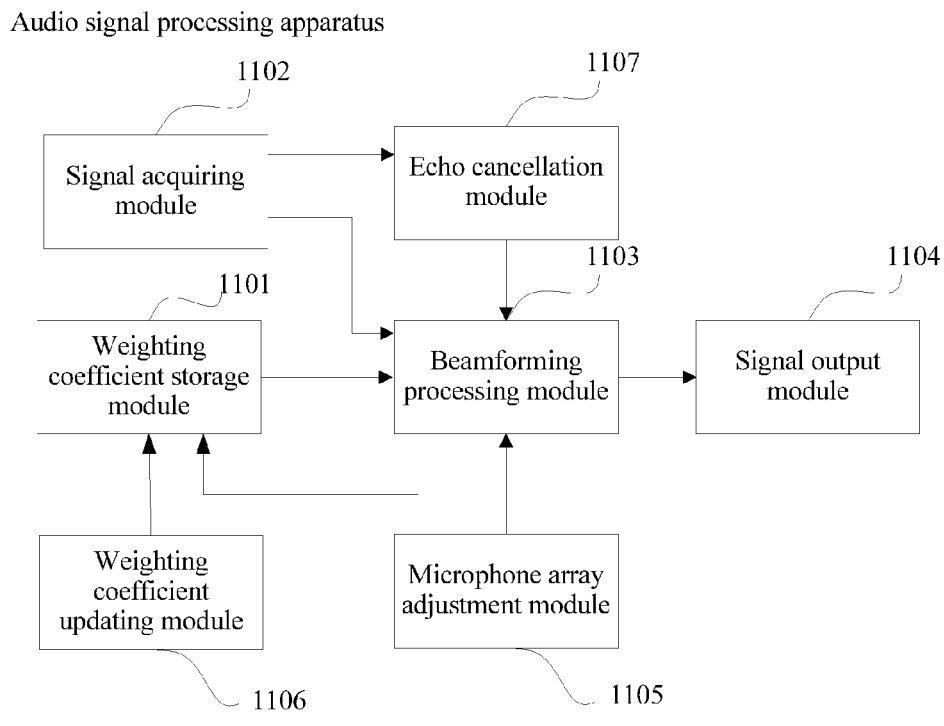 Audio signal processing apparatus
1102
1107
Signal acquiring
module
Echo cancellation
module
1101
1103
1104
Weighting
coefficient storage
module
Beamforming
processing module
Signal output
module
Weighting
coefficient
updating module
Microphone array
adjustment module
1106
1105